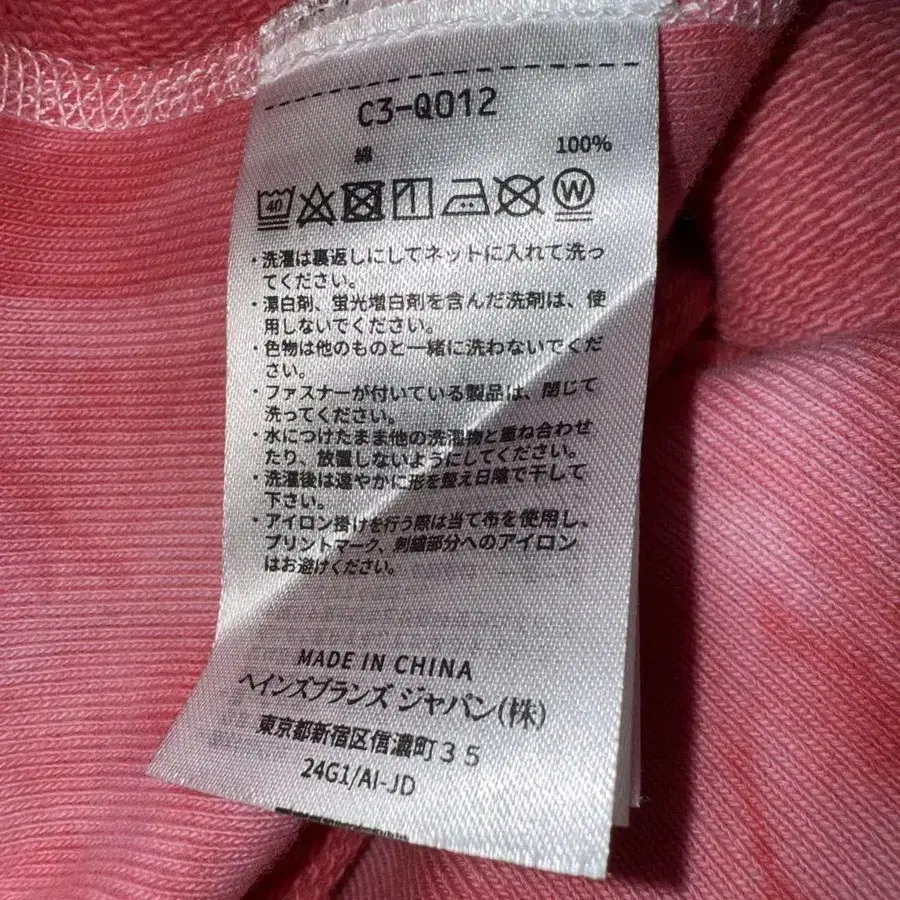 C3-Q012
綿 100%
40 W
・洗濯は裏返しにしてネットに入れて洗っ
てください。
・漂白剤、蛍光増白剤を含んだ洗剤は、使
用しないでください。
・色物は他のものと一緒に洗わないでくだ
さい。
・ファスナーが付いている製品は、閉じて
洗ってください。
・水につけたまま他の洗濯物と重ね合わせ
たり、放置しないようにしてください。
・洗濯後は速やかに形を整え日陰で干して
下さい。
・アイロン掛けを行う際は当て布を使用し、
プリントマーク、刺繍部分へのアイロン
はお避けください。
MADE IN CHINA
ヘインズブランズ ジャパン(株)
東京都新宿区信濃町35
24G1/AI-JD